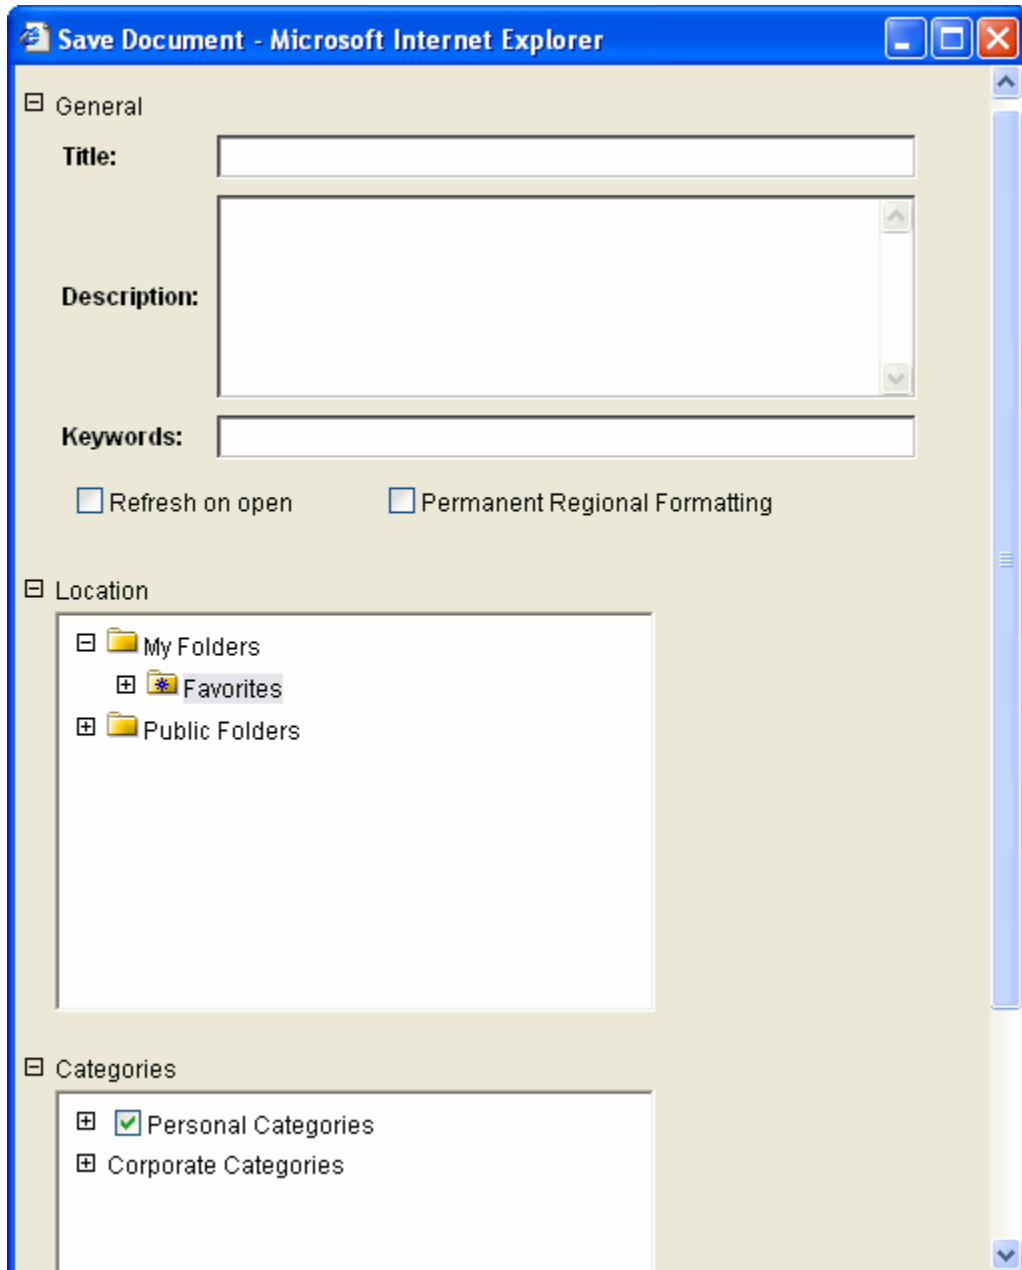 Save Document - Microsoft Internet Explorer
General
Title:
Description:
Keywords:
Refresh on open Permanent Regional Formatting
Location
My Folders
Favorites
Public Folders
Categories
Personal Categories
Corporate Categories